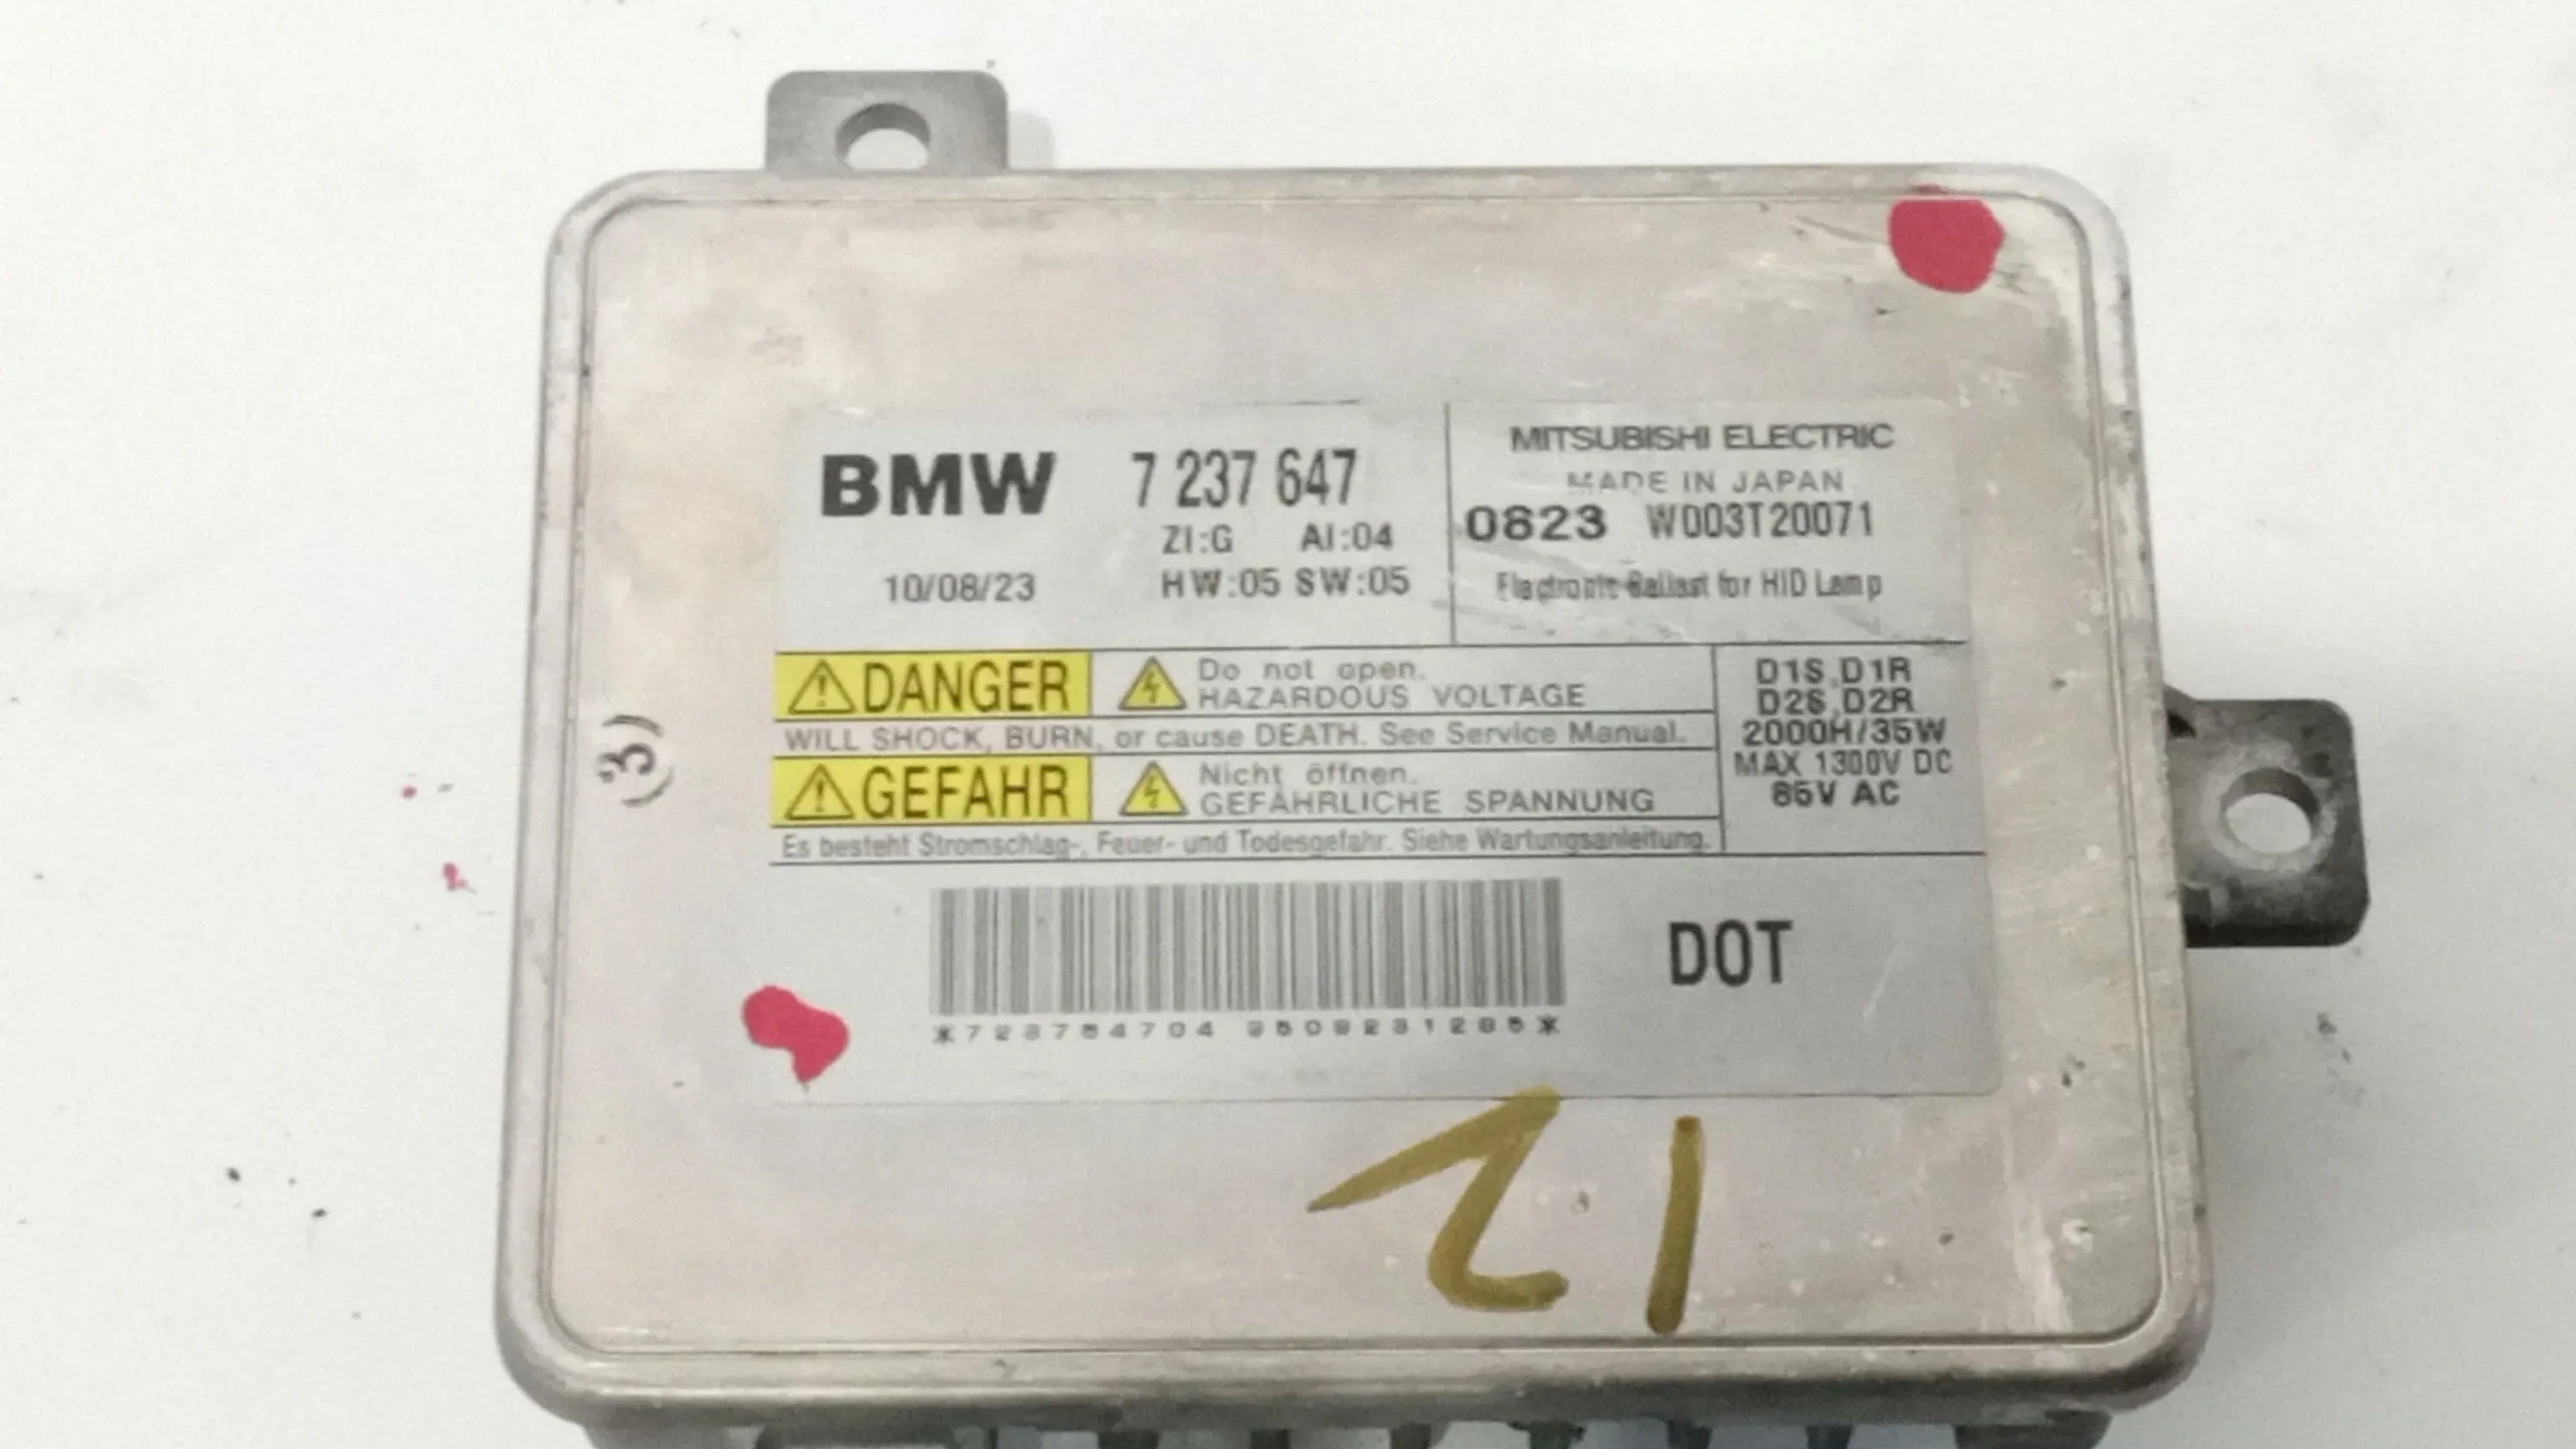 BMW 7 237 647
ZI:G AI:04
10/08/23 HW:05 SW:05
MITSUBISHI ELECTRIC
MADE IN JAPAN
0823 W003T20071
Electronic Ballast for HID Lamp
DANGER
Do not open.
HAZARDOUS VOLTAGE
WILL SHOCK, BURN, or cause DEATH. See Service Manual.
GEFAHR
Nicht öffnen.
GEFÄHRLICHE SPANNUNG
Es besteht Stromschlag-, Feuer- und Todesgefahr. Siehe Wartungsanleitung.
D1S,D1R
D2S,D2R
2000H/35W
MAX 1300V DC
85V AC
DOT
(3)
21